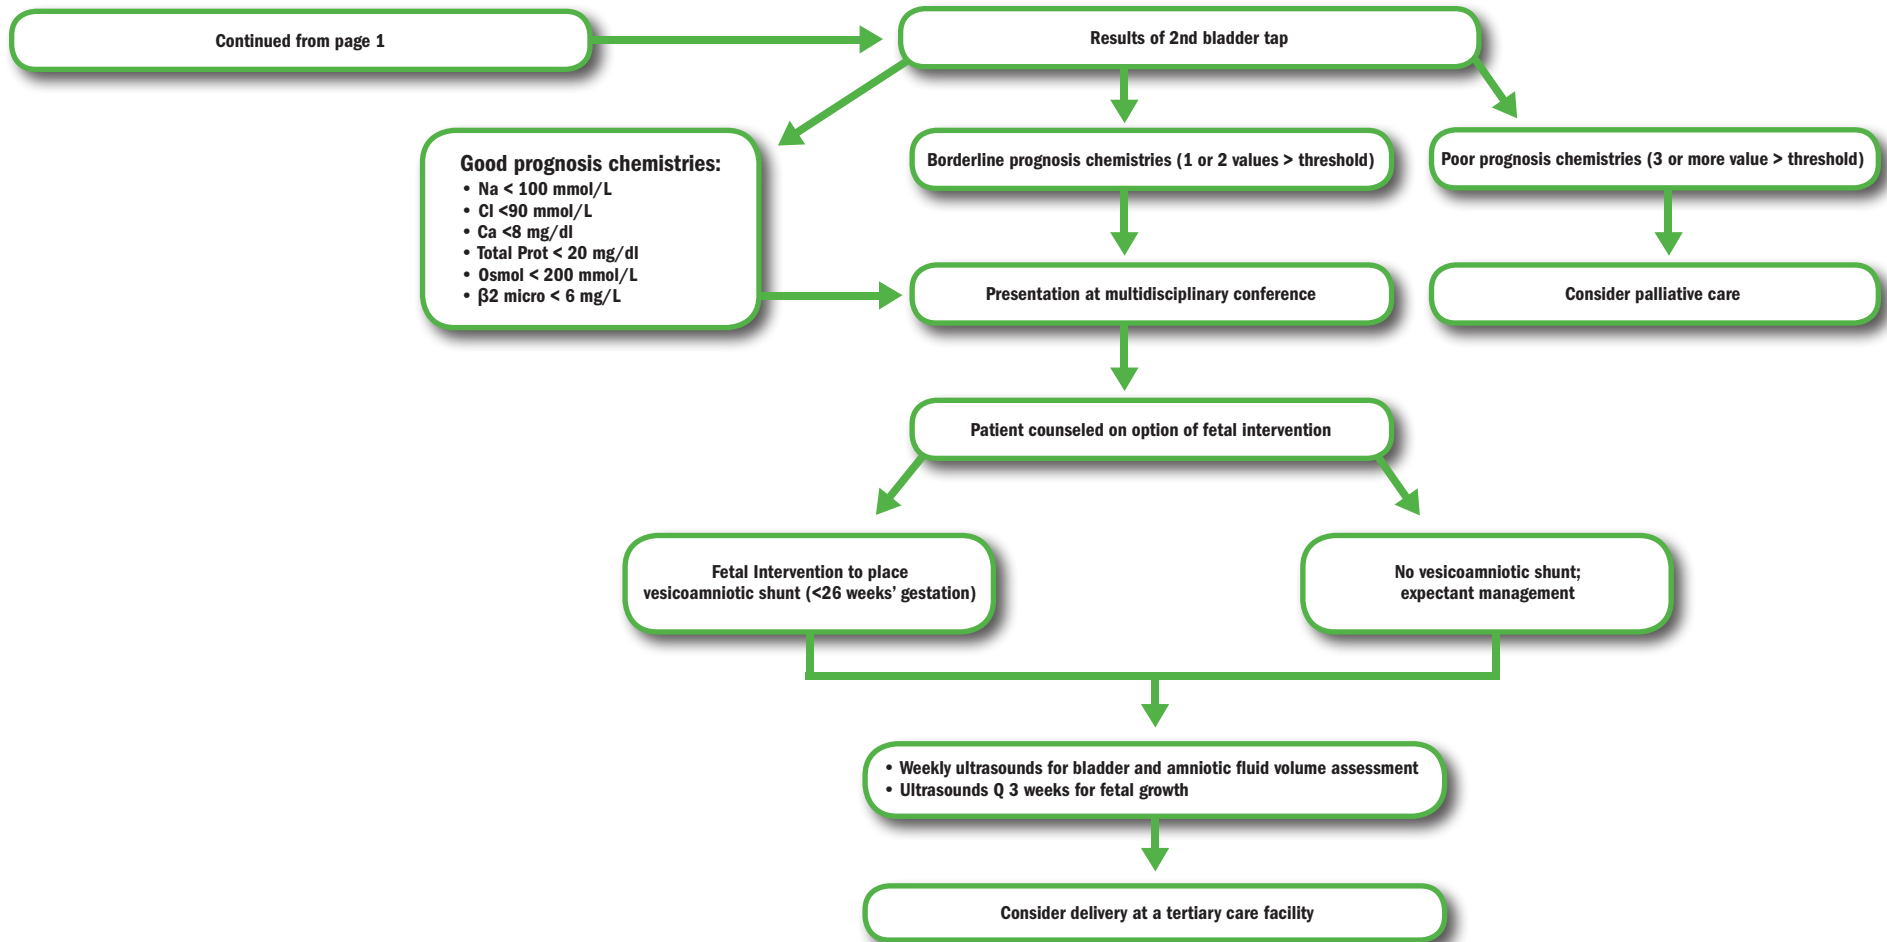 Continued from page 1
Results of 2nd bladder tap
Good prognosis chemistries:
• Na < 100 mmol/L
• Cl <90 mmol/L
• Ca <8 mg/dl
• Total Prot < 20 mg/dl
• Osmol < 200 mmol/L
• β2 micro < 6 mg/L
Borderline prognosis chemistries (1 or 2 values > threshold)
Poor prognosis chemistries (3 or more value > threshold)
Presentation at multidisciplinary conference
Consider palliative care
Patient counseled on option of fetal intervention
Fetal Intervention to place
vesicoamniotic shunt (<26 weeks’ gestation)
No vesicoamniotic shunt;
expectant management
• Weekly ultrasounds for bladder and amniotic fluid volume assessment
• Ultrasounds Q 3 weeks for fetal growth
Consider delivery at a tertiary care facility